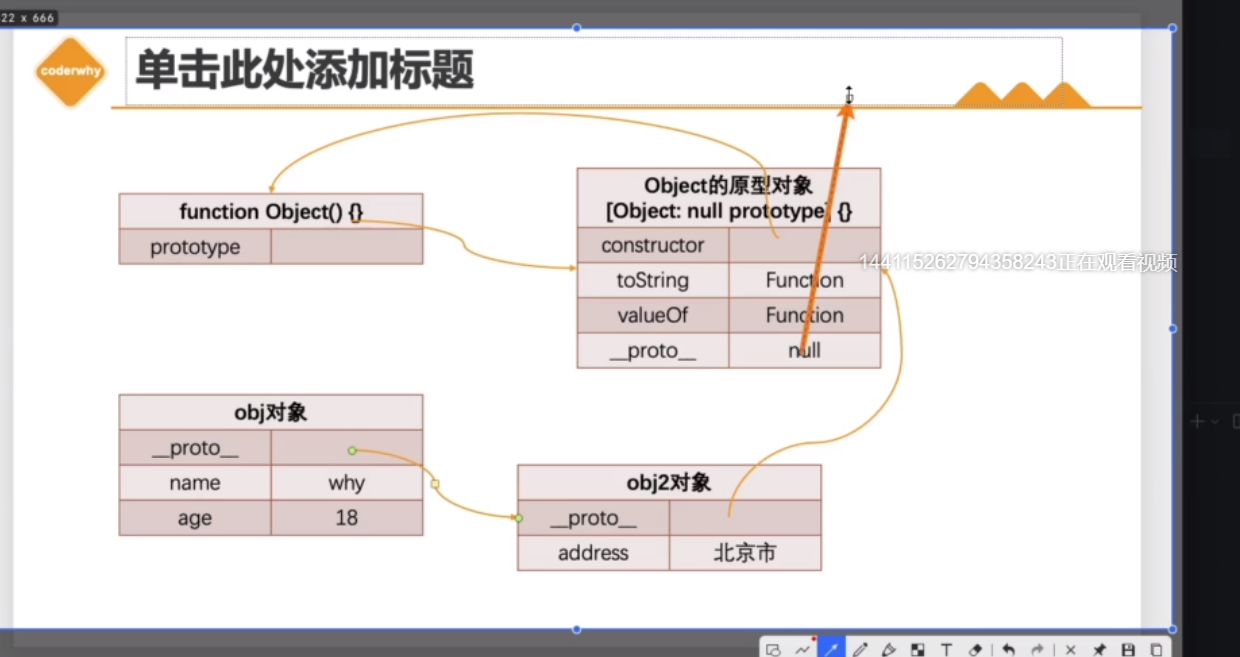 22 x 666
coderwhy
单击此处添加标题
function Object() {}
prototype
Object的原型对象
[Object: null prototype] {}
constructor
toString Function
valueOf Function
__proto__ null
144115262794358243正在观看视频
obj对象
__proto__
name why
age 18
obj2对象
__proto__
address 北京市